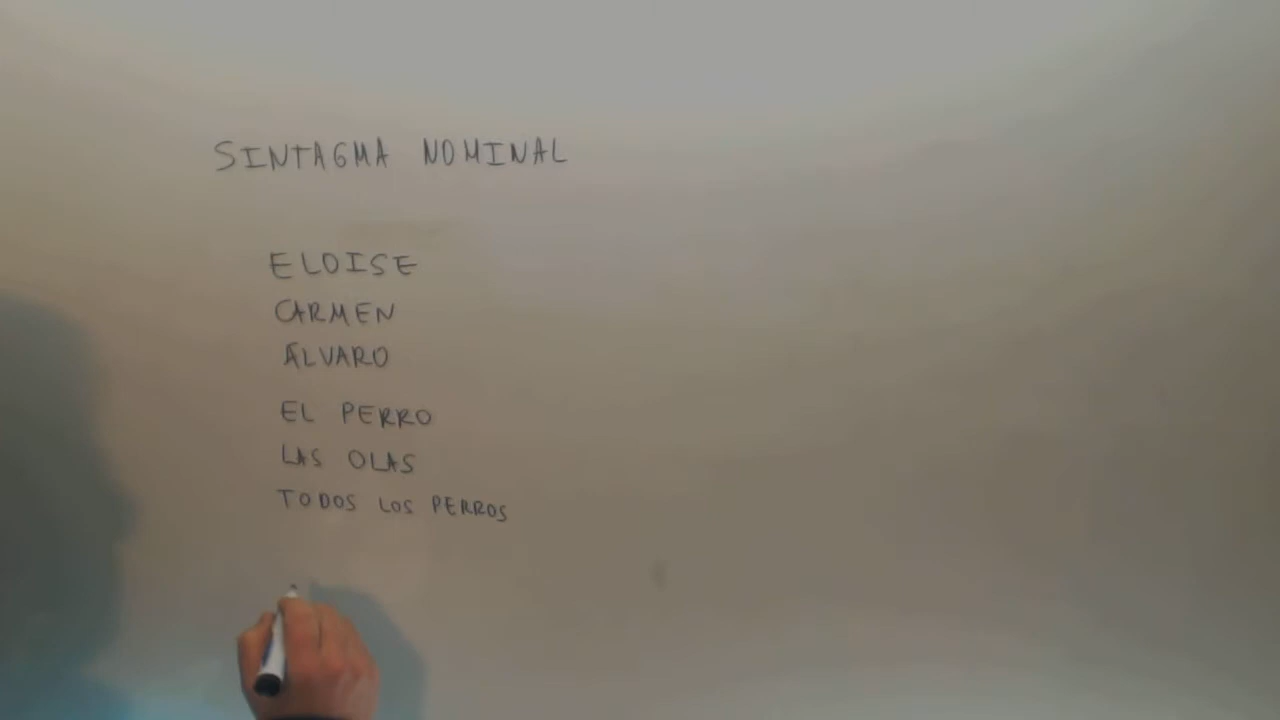 SINTAGMA NOMINAL
ELOISE
CARMEN
ÁLVARO
EL PERRO
LAS OLAS
TODOS LOS PERROS